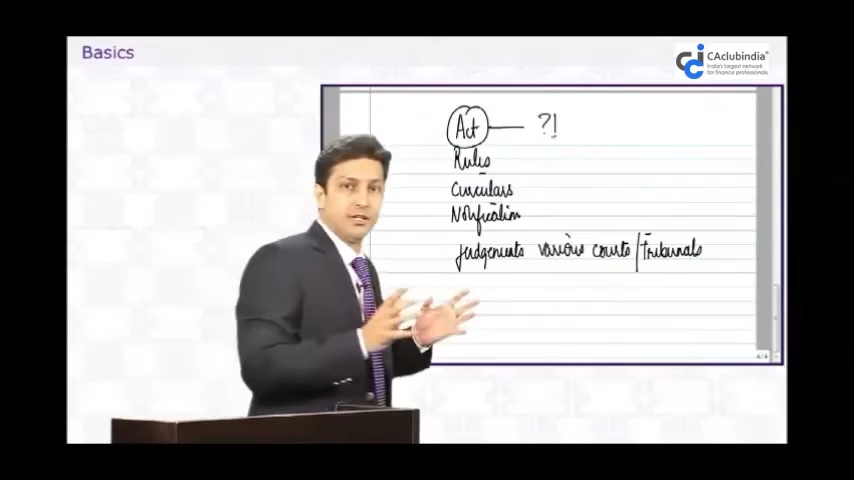 Basics
CAclubindia®
India's largest network
for finance professionals
Act — ?!
Rules
Circulars
Notification
Judgements various courts/Tribunals